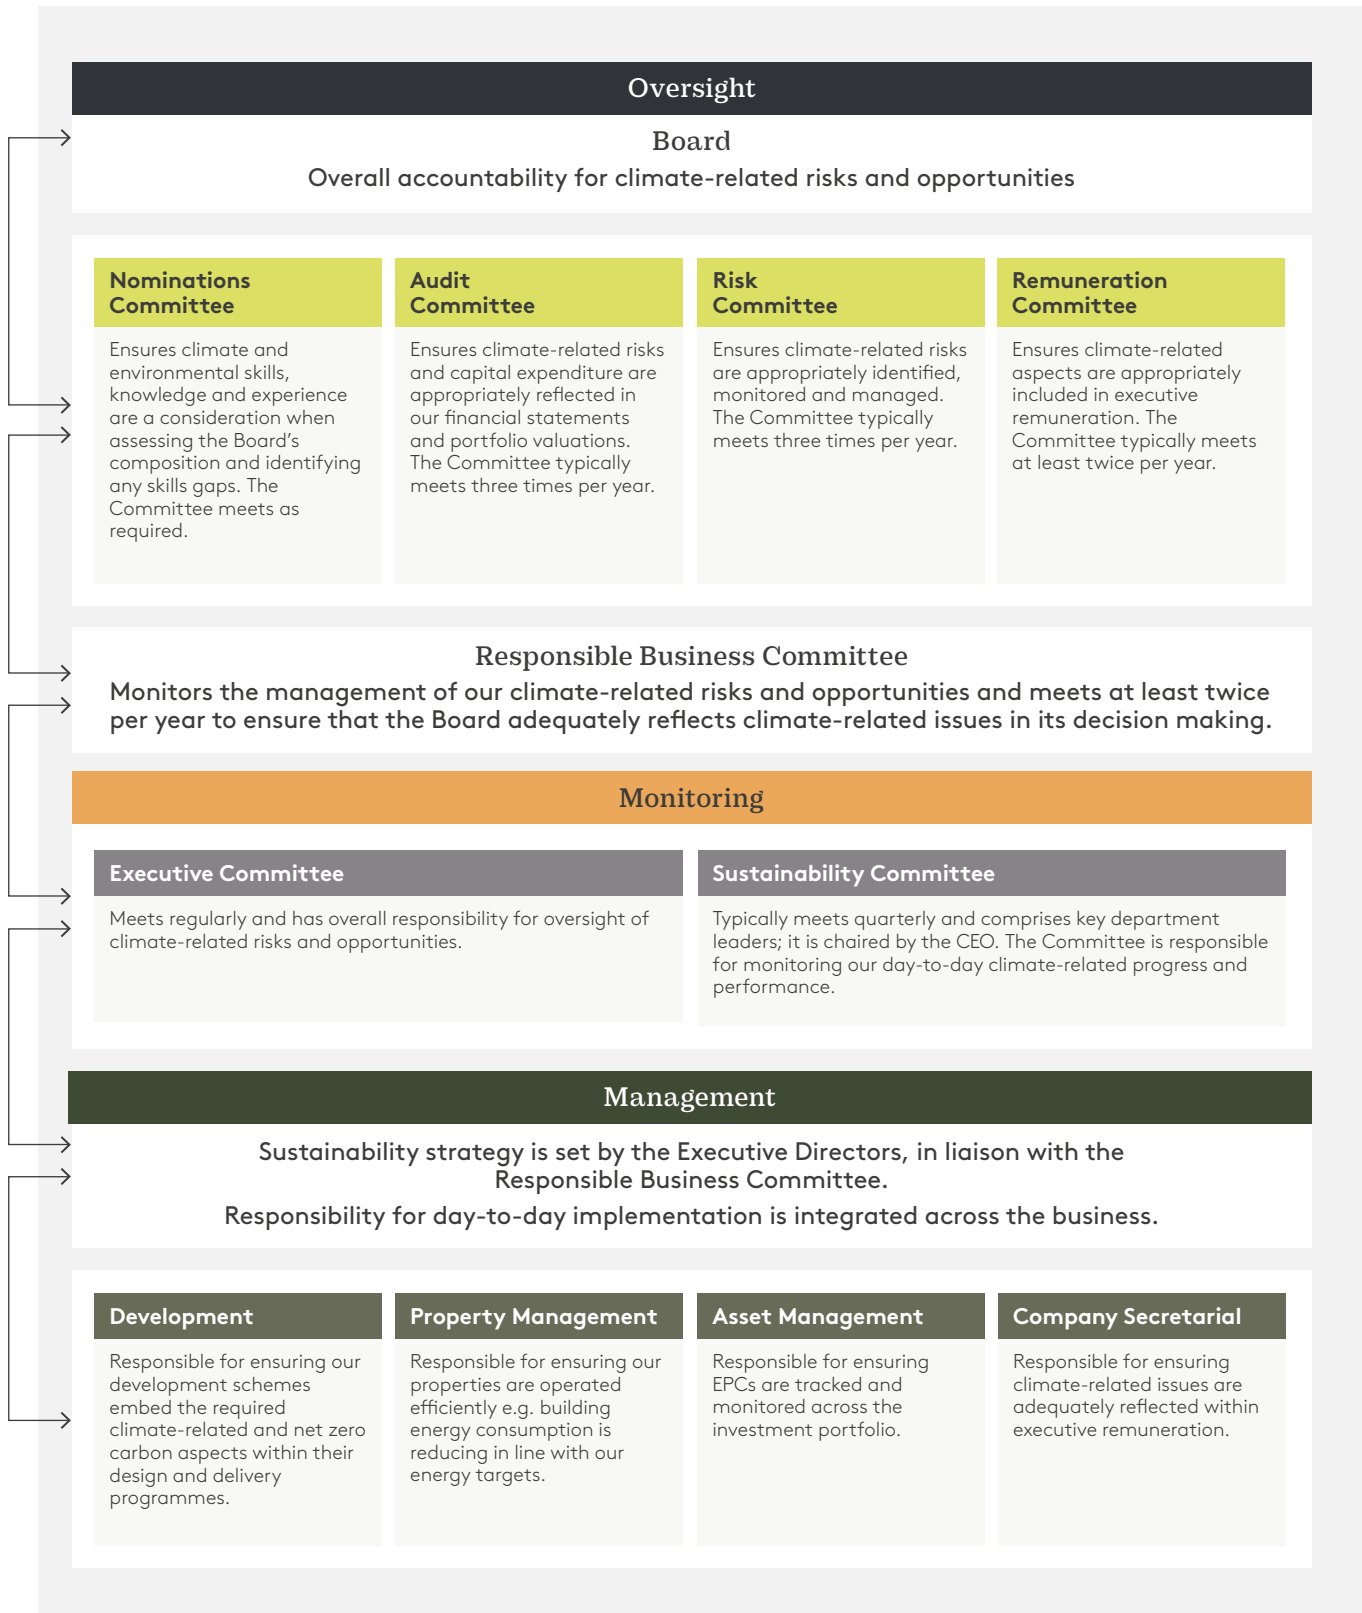 Oversight
Board
Overall accountability for climate-related risks and opportunities
Nominations
Committee
Ensures climate and
environmental skills,
knowledge and experience
are a consideration when
assessing the Board’s
composition and identifying
any skills gaps. The
Committee meets as
required.
Audit
Committee
Ensures climate-related risks
and capital expenditure are
appropriately reflected in
our financial statements
and portfolio valuations.
The Committee typically
meets three times per year.
Risk
Committee
Ensures climate-related risks
are appropriately identified,
monitored and managed.
The Committee typically
meets three times per year.
Remuneration
Committee
Ensures climate-related
aspects are appropriately
included in executive
remuneration. The
Committee typically meets
at least twice per year.
Responsible Business Committee
Monitors the management of our climate-related risks and opportunities and meets at least twice
per year to ensure that the Board adequately reflects climate-related issues in its decision making.
Monitoring
Executive Committee
Meets regularly and has overall responsibility for oversight of
climate-related risks and opportunities.
Sustainability Committee
Typically meets quarterly and comprises key department
leaders; it is chaired by the CEO. The Committee is responsible
for monitoring our day-to-day climate-related progress and
performance.
Management
Sustainability strategy is set by the Executive Directors, in liaison with the
Responsible Business Committee.
Responsibility for day-to-day implementation is integrated across the business.
Development
Responsible for ensuring our
development schemes
embed the required
climate-related and net zero
carbon aspects within their
design and delivery
programmes.
Property Management
Responsible for ensuring our
properties are operated
efficiently e.g. building
energy consumption is
reducing in line with our
energy targets.
Asset Management
Responsible for ensuring
EPCs are tracked and
monitored across the
investment portfolio.
Company Secretarial
Responsible for ensuring
climate-related issues are
adequately reflected within
executive remuneration.